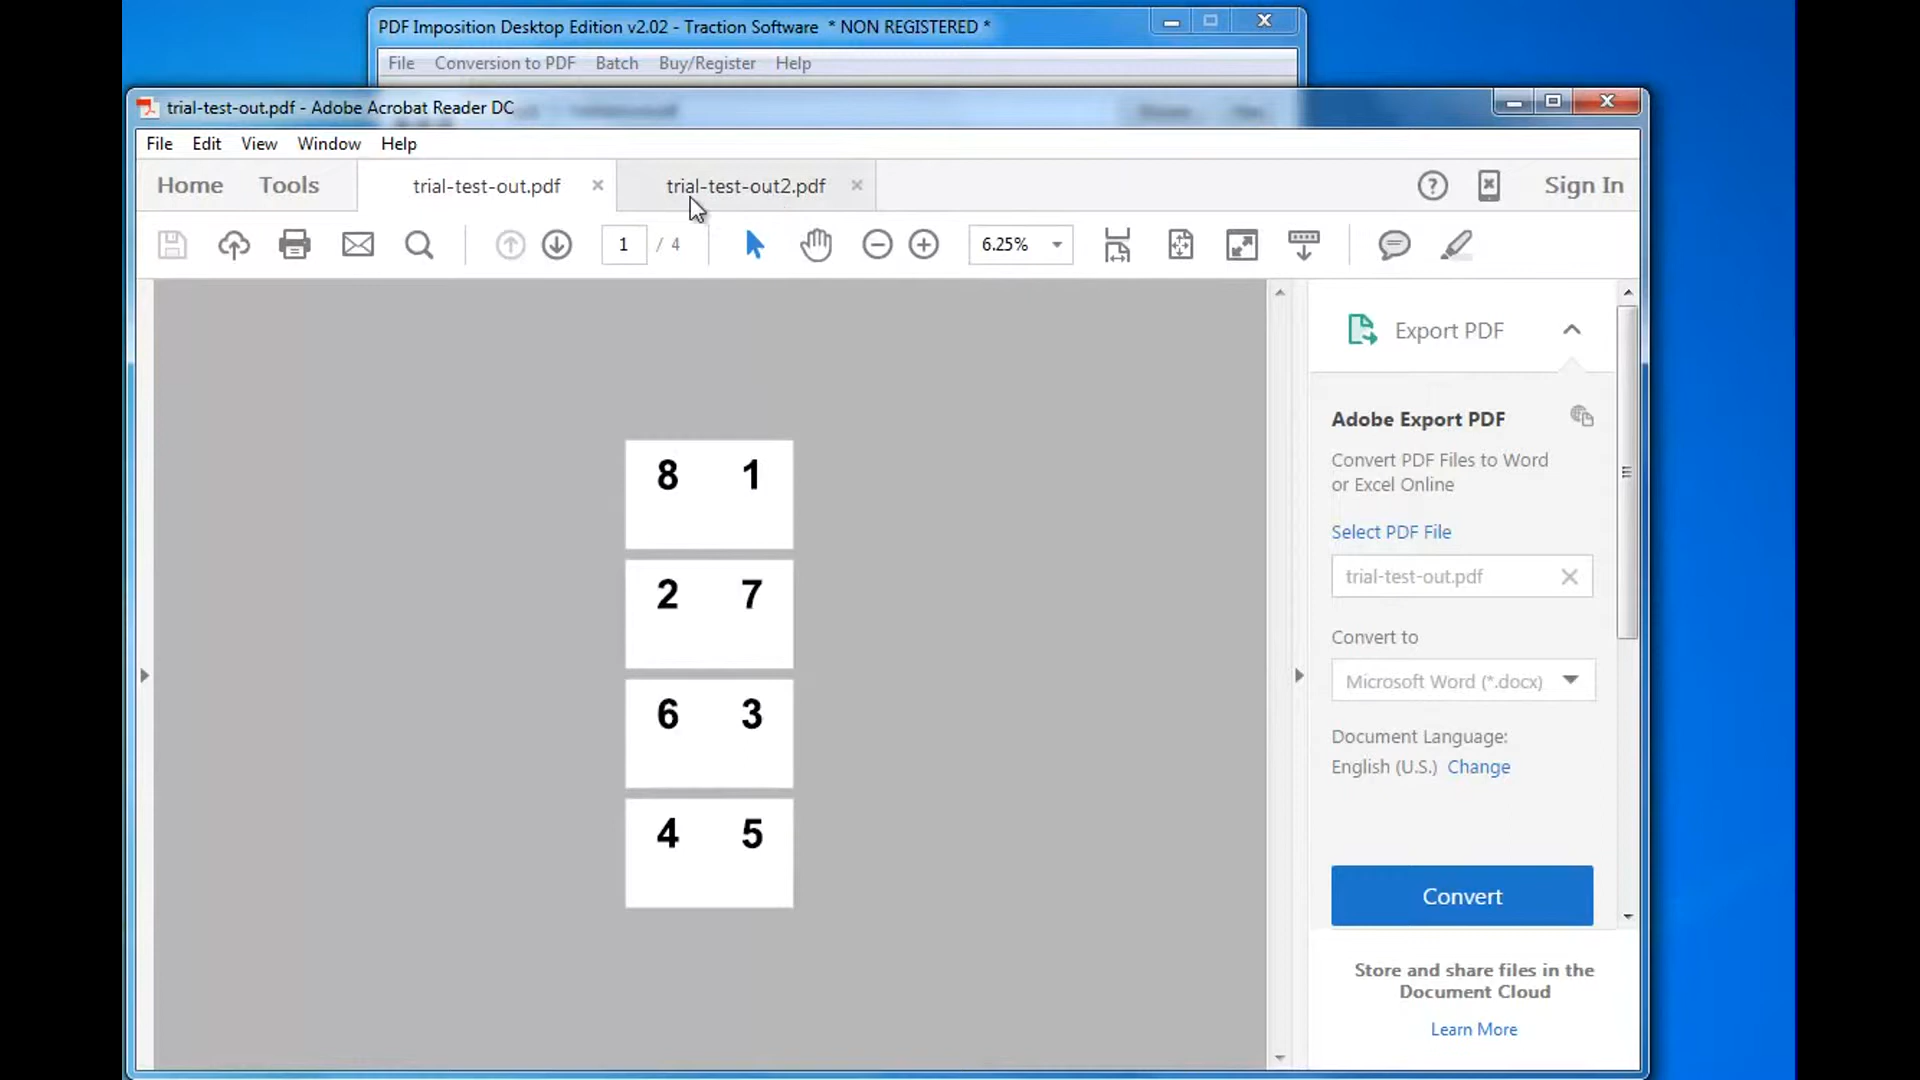 PDF Imposition Desktop Edition v2.02 - Traction Software * NON REGISTERED *
File Conversion to PDF Batch Buy/Register Help
trial-test-out.pdf - Adobe Acrobat Reader DC
File Edit View Window Help
Home Tools trial-test-out.pdf trial-test-out2.pdf Sign In
1 / 4 6.25%
8 1
2 7
6 3
4 5
Export PDF
Adobe Export PDF
Convert PDF Files to Word
or Excel Online
Select PDF File
trial-test-out.pdf
Convert to
Microsoft Word (*.docx)
Document Language:
English (U.S.) Change
Convert
Store and share files in the
Document Cloud
Learn More